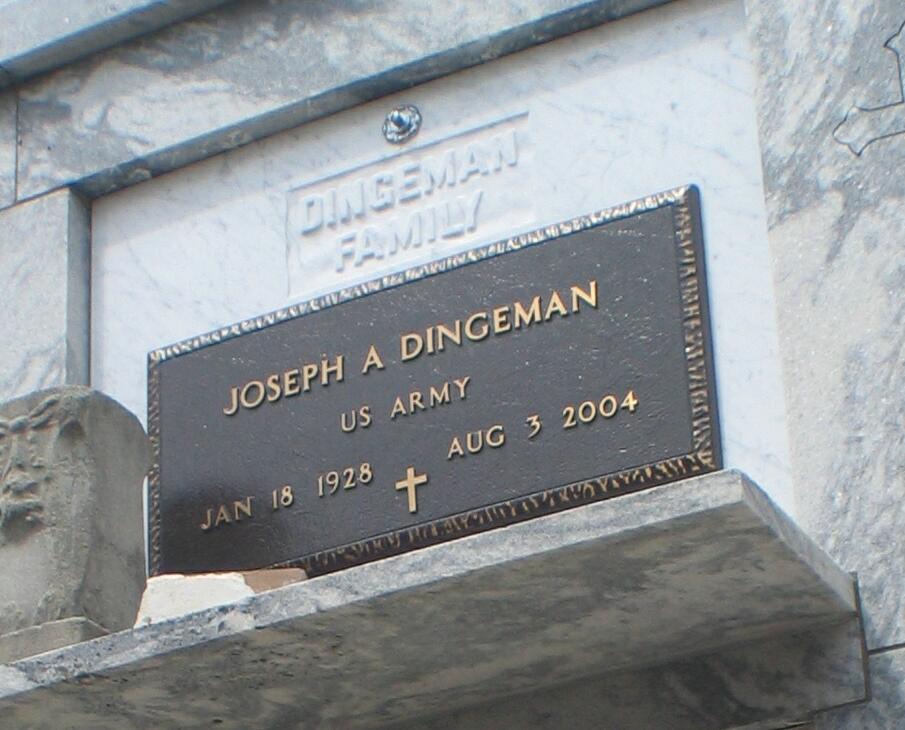 DINGEMAN
FAMILY
JOSEPH A DINGEMAN
US ARMY
JAN 18 1928 AUG 3 2004